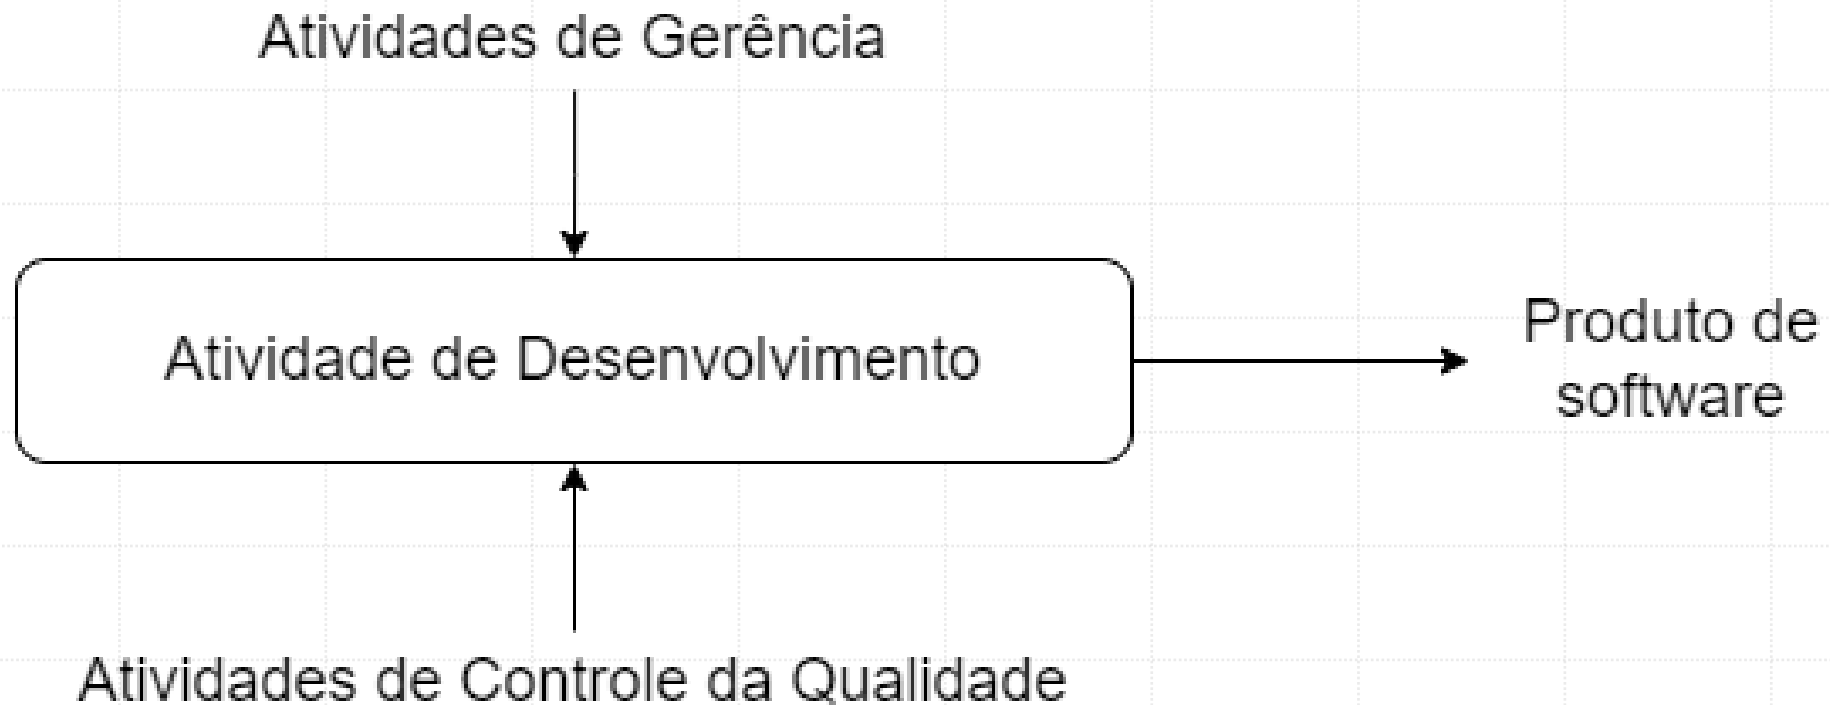 Atividades de Gerência
Atividade de Desenvolvimento
Produto de
software
Atividades de Controle da Qualidade